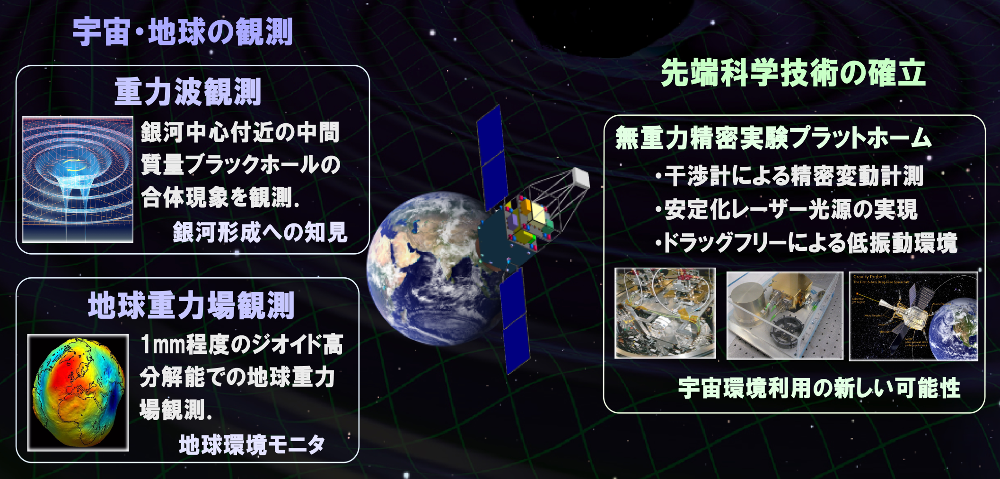 宇宙・地球の観測
重力波観測
銀河中心付近の中間
質量ブラックホールの
合体現象を観測.
銀河形成への知見
地球重力場観測
1mm程度のジオイド高
分解能での地球重力
場観測.
地球環境モニタ
先端科学技術の確立
無重力精密実験プラットホーム
・干渉計による精密変動計測
・安定化レーザー光源の実現
・ドラッグフリーによる低振動環境
Gravity Probe B
The First 6-Axis Drag-Free Spacecraft
Guide Star
宇宙環境利用の新しい可能性